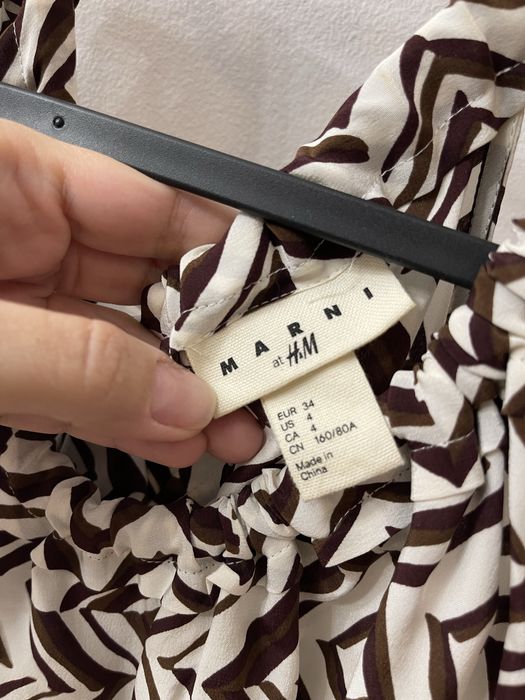 MARNI
at H&M
EUR 34
US 4
CA 4
CN 160/80A
Made in
China